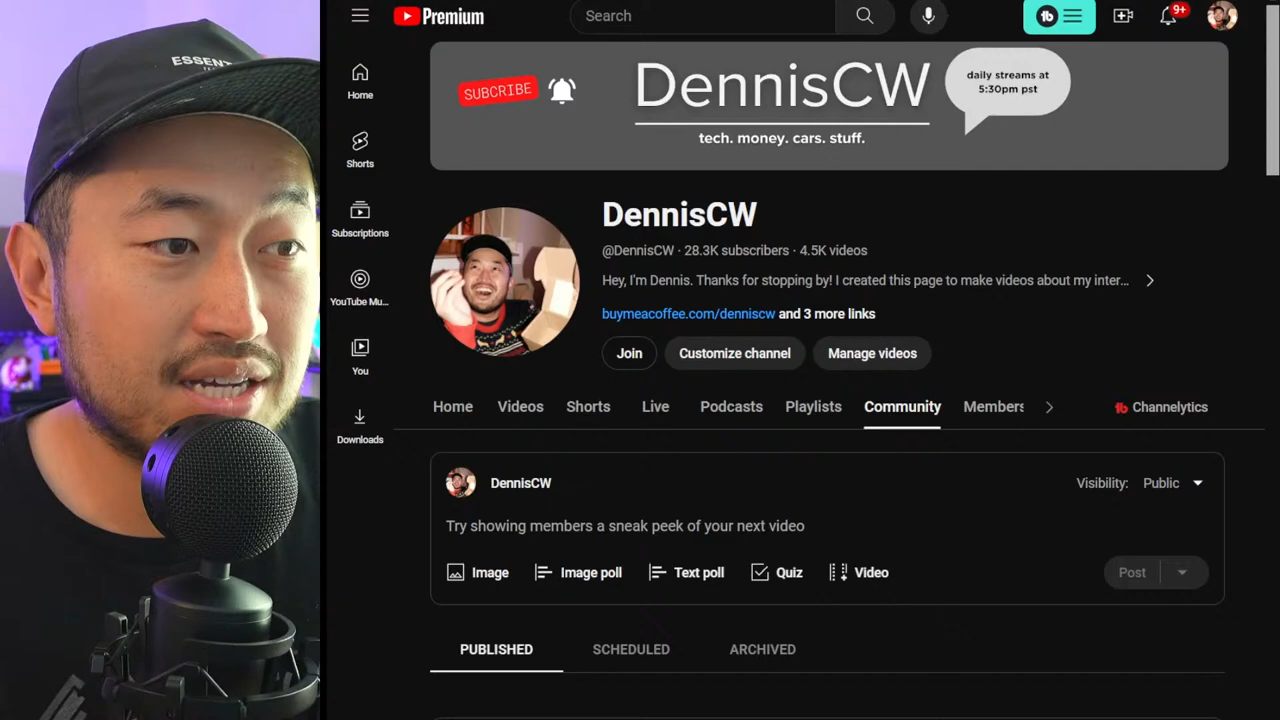 ESSENT
Premium
Search
9+
Home
Shorts
Subscriptions
YouTube Mu...
You
Downloads
SUBCRIBE
DennisCW
tech. money. cars. stuff.
daily streams at
5:30pm pst
DennisCW
@DennisCW · 28.3K subscribers · 4.5K videos
Hey, I'm Dennis. Thanks for stopping by! I created this page to make videos about my inter...
buymeacoffee.com/denniscw and 3 more links
Join
Customize channel
Manage videos
Home
Videos
Shorts
Live
Podcasts
Playlists
Community
Members
Channelytics
DennisCW
Visibility: Public
Try showing members a sneak peek of your next video
Image
Image poll
Text poll
Quiz
Video
Post
PUBLISHED
SCHEDULED
ARCHIVED